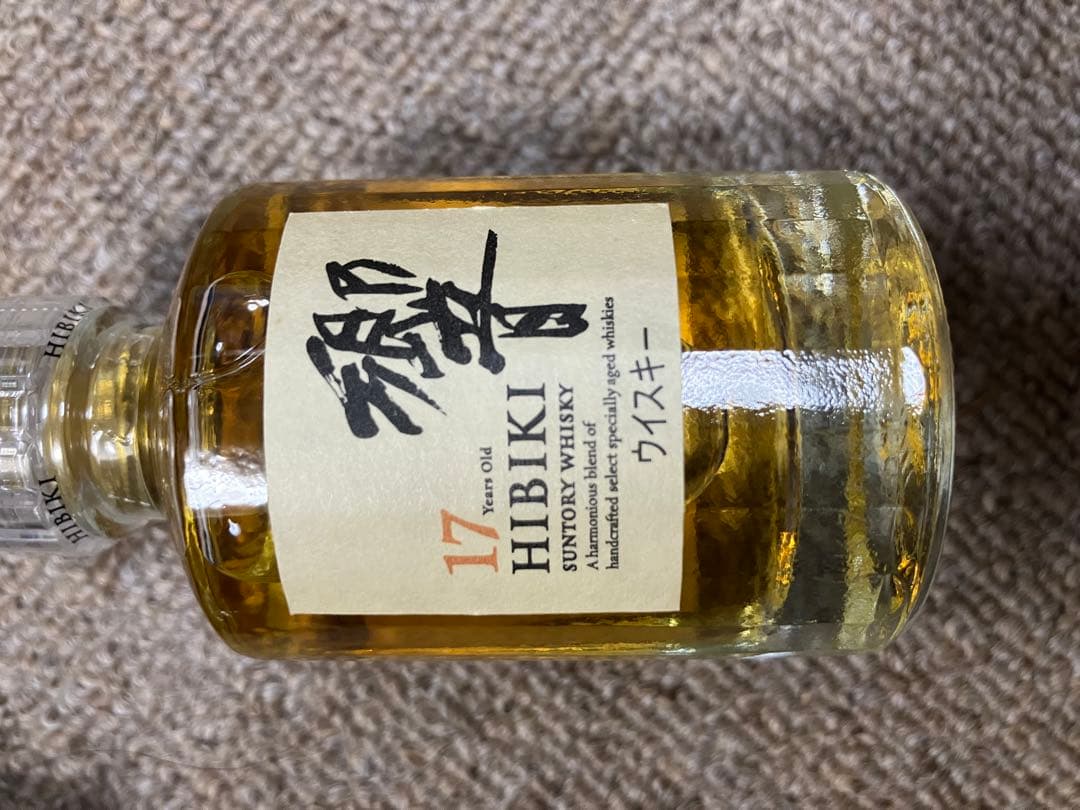 響
17 Years Old
HIBIKI
SUNTORY WHISKY
A harmonious blend of
handcrafted select specially aged whiskies
ウイスキー
HIBIKI
HIBIKI